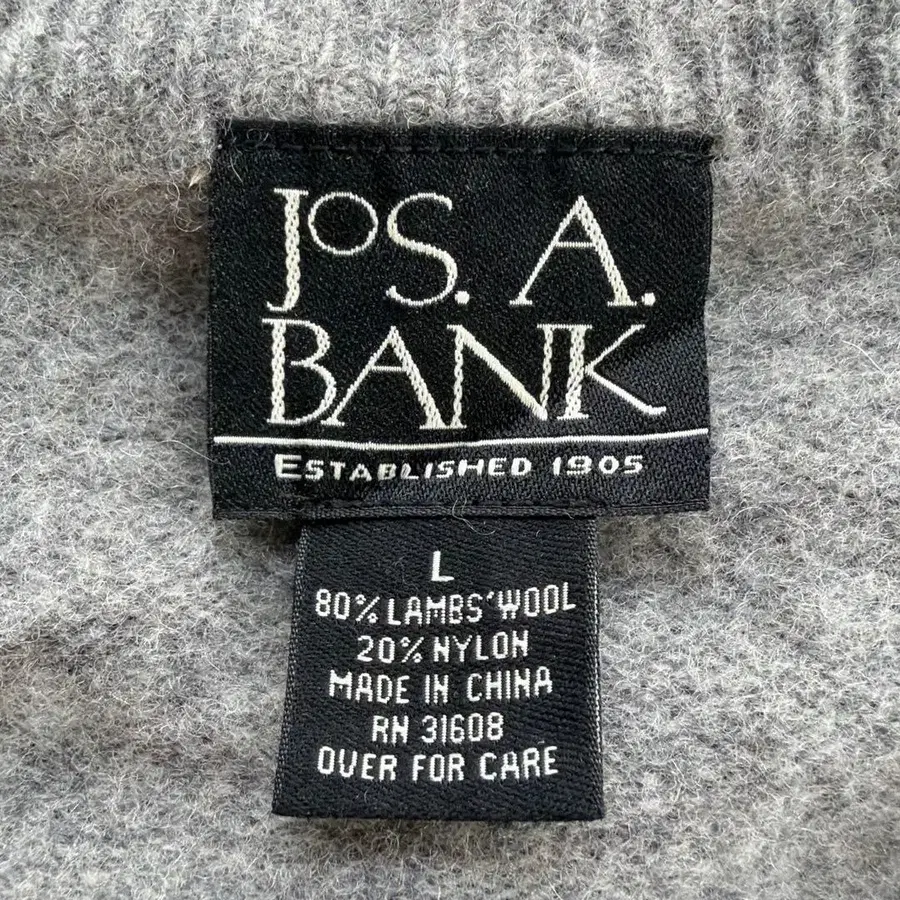 JoS. A.
BANK
ESTABLISHED 1905
L
80% LAMBS' WOOL
20% NYLON
MADE IN CHINA
RN 31608
OVER FOR CARE